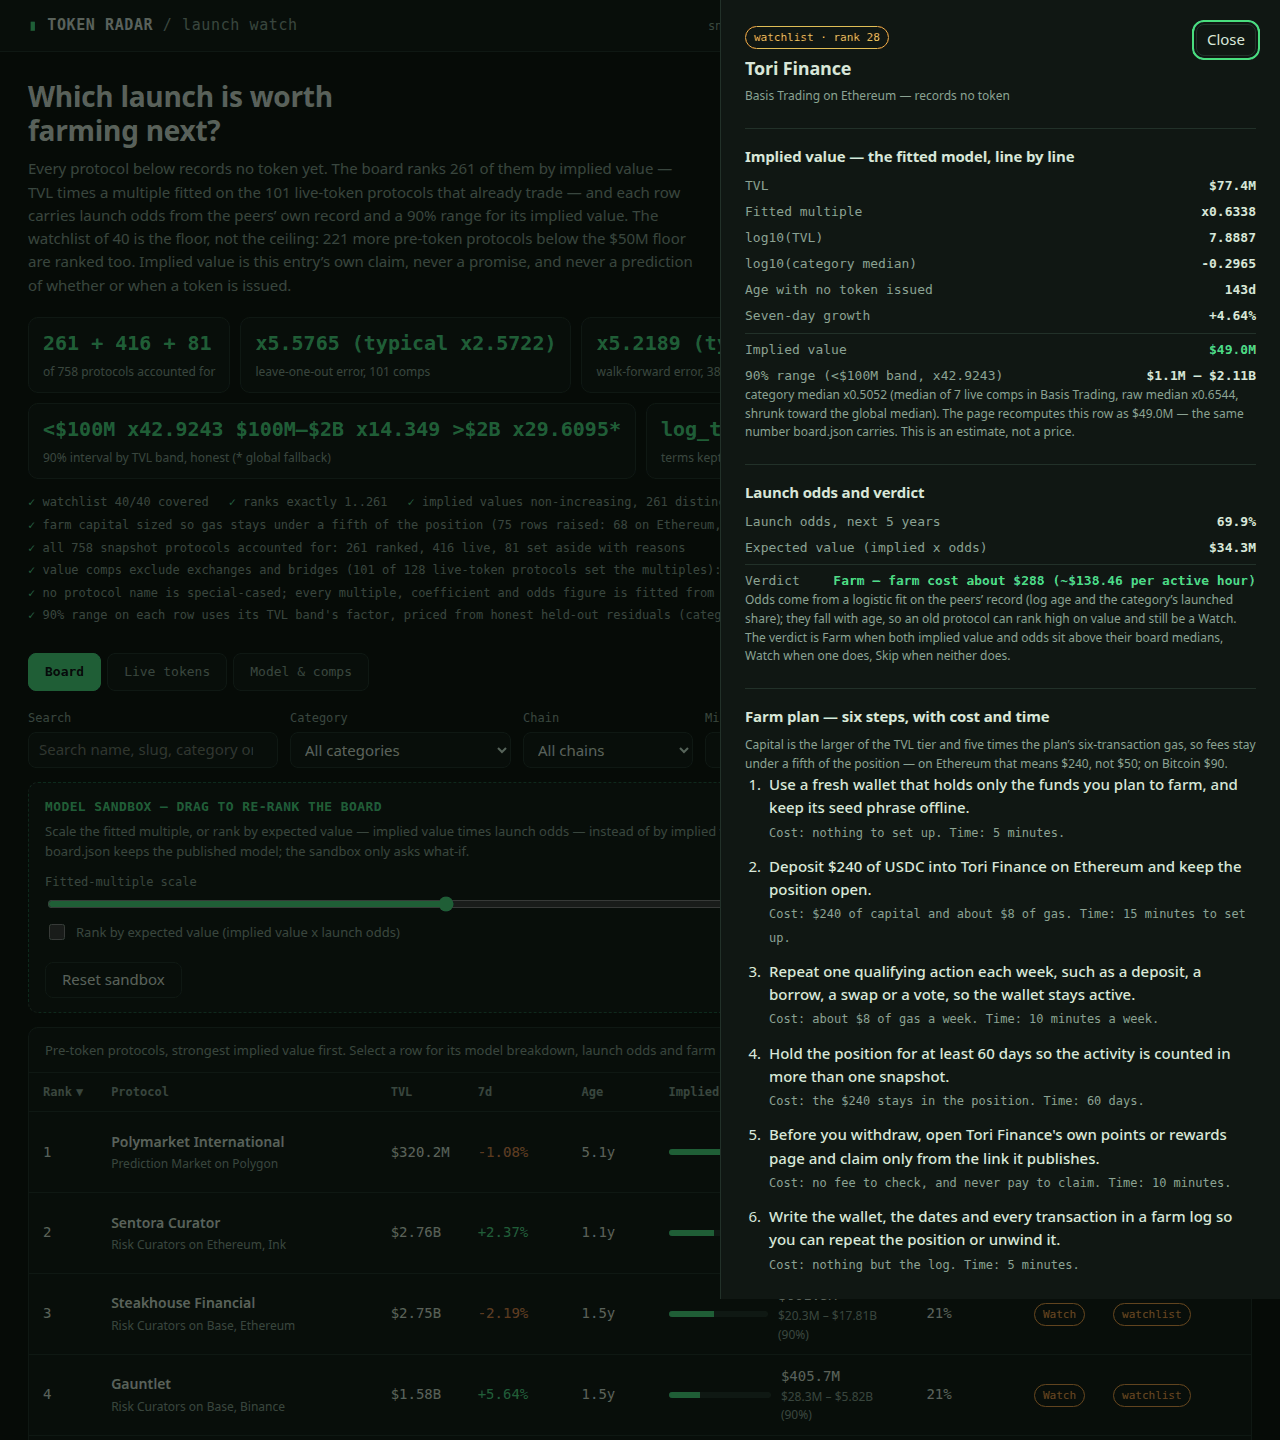 TOKEN RADAR / launch watch
Which launch is worth
farming next?
Every protocol below records no token yet. The board ranks 261 of them by implied value —
TVL times a multiple fitted on the 101 live-token protocols that already trade — and each row
carries launch odds from the peers' own record and a 90% range for its implied value. The
watchlist of 40 is the floor, not the ceiling: 221 more pre-token protocols below the $50M floor
are ranked too. Implied value is this entry's own claim, never a promise, and never a prediction
of whether or when a token is issued.
261 + 416 + 81
of 758 protocols accounted for
x5.5765 (typical x2.5722)
leave-one-out error, 101 comps
x5.2189
walk-forward error, 38
<$100M x42.9243 $100M–$2B x14.349 >$2B x29.6095*
90% interval by TVL band, honest (* global fallback)
terms kept
✓ watchlist 40/40 covered ✓ ranks exactly 1..261 ✓ implied values non-increasing, 261
✓ farm capital sized so gas stays under a fifth of the position (75 rows raised: 68 on Ethereum,
✓ all 758 snapshot protocols accounted for: 261 ranked, 416 live, 81 set aside with reasons
✓ value comps exclude exchanges and bridges (101 of 128 live-token protocols set the multiples):
✓ no protocol name is special-cased; every multiple, coefficient and odds figure is fitted from
✓ 90% range on each row uses its TVL band's factor, priced from honest held-out residuals
Board
Live tokens
Model & comps
Search
Category
Chain
Search name, slug, category
All categories
All chains
MODEL SANDBOX — DRAG TO RE-RANK THE BOARD
Scale the fitted multiple, or rank by expected value — implied value times launch odds — instead of by implied
board.json keeps the published model; the sandbox only asks what-if.
Fitted-multiple scale
Rank by expected value (implied value x launch odds)
Reset sandbox
Pre-token protocols, strongest implied value first. Select a row for its model breakdown, launch odds and farm
Rank ▼ Protocol TVL 7d Age Implied
1 Polymarket International $320.2M -1.08% 5.1y
Prediction Market on Polygon
2 Sentora Curator $2.76B +2.37% 1.1y
Risk Curators on Ethereum, Ink
3 Steakhouse Financial $2.75B -2.19% 1.5y 21% Watch watchlist
Risk Curators on Base, Ethereum
$20.3M – $17.81B
(90%)
4 Gauntlet $1.58B +5.64% 1.5y $405.7M 21% Watch watchlist
Risk Curators on Base, Binance
$28.3M – $5.82B
(90%)
watchlist · rank 28
Close
Tori Finance
Basis Trading on Ethereum — records no token
Implied value — the fitted model, line by line
TVL $77.4M
Fitted multiple x0.6338
log10(TVL) 7.8887
log10(category median) -0.2965
Age with no token issued 143d
Seven-day growth +4.64%
Implied value $49.0M
90% range (<$100M band, x42.9243) $1.1M – $2.11B
category median x0.5052 (median of 7 live comps in Basis Trading, raw median x0.6544,
shrunk toward the global median). The page recomputes this row as $49.0M — the same
number board.json carries. This is an estimate, not a price.
Launch odds and verdict
Launch odds, next 5 years 69.9%
Expected value (implied x odds) $34.3M
Verdict Farm — farm cost about $288 (~$138.46 per active hour)
Odds come from a logistic fit on the peers' record (log age and the category's launched
share); they fall with age, so an old protocol can rank high on value and still be a Watch.
The verdict is Farm when both implied value and odds sit above their board medians,
Watch when one does, Skip when neither does.
Farm plan — six steps, with cost and time
Capital is the larger of the TVL tier and five times the plan's six-transaction gas, so fees stay
under a fifth of the position — on Ethereum that means $240, not $50; on Bitcoin $90.
1. Use a fresh wallet that holds only the funds you plan to farm, and
keep its seed phrase offline.
Cost: nothing to set up. Time: 5 minutes.
2. Deposit $240 of USDC into Tori Finance on Ethereum and keep the
position open.
Cost: $240 of capital and about $8 of gas. Time: 15 minutes to set
up.
3. Repeat one qualifying action each week, such as a deposit, a
borrow, a swap or a vote, so the wallet stays active.
Cost: about $8 of gas a week. Time: 10 minutes a week.
4. Hold the position for at least 60 days so the activity is counted in
more than one snapshot.
Cost: the $240 stays in the position. Time: 60 days.
5. Before you withdraw, open Tori Finance's own points or rewards
page and claim only from the link it publishes.
Cost: no fee to check, and never pay to claim. Time: 10 minutes.
6. Write the wallet, the dates and every transaction in a farm log so
you can repeat the position or unwind it.
Cost: nothing but the log. Time: 5 minutes.